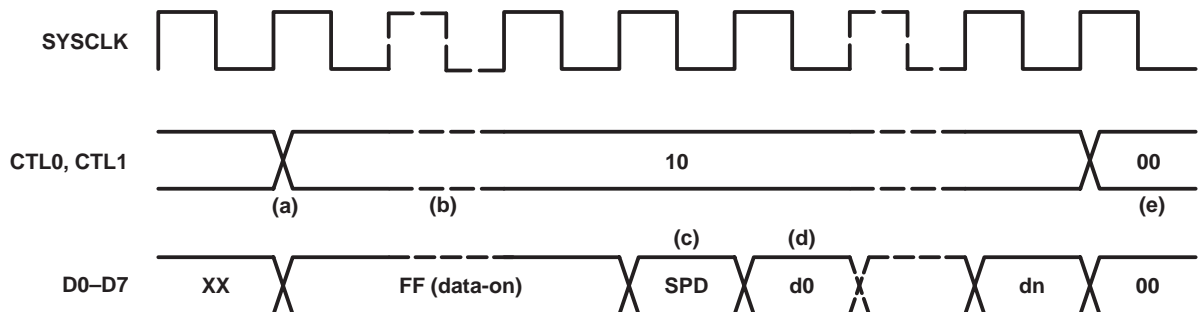 SYSCLK
CTL0, CTL1
10
00
(a)
(b)
(e)
(c)
(d)
D0–D7
XX
FF (data-on)
SPD
d0
dn
00